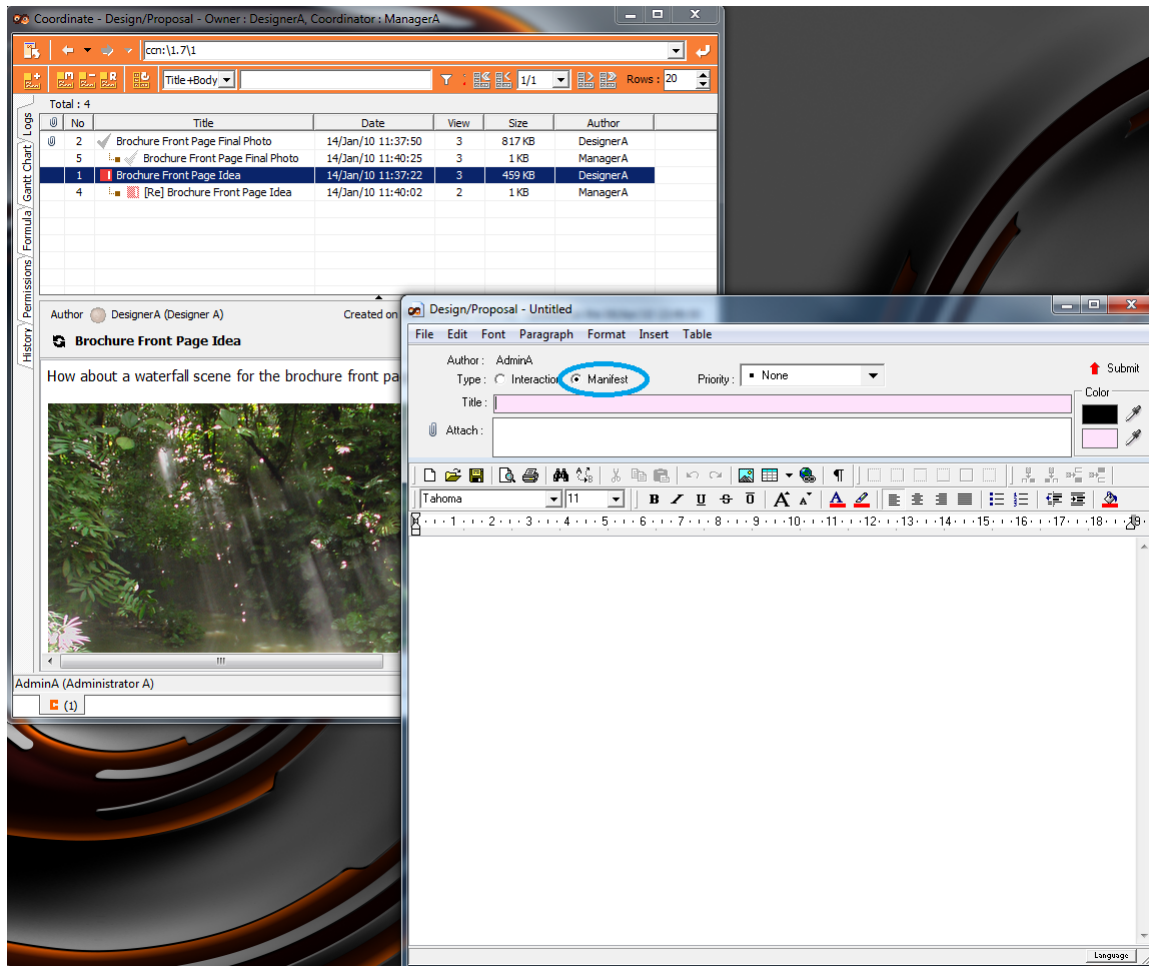 Coordinate - Design/Proposal - Owner : DesignerA, Coordinator : ManagerA
ccn:\1.7\1
Title+Body
1/1
Rows : 20
Total : 4
No Title Date View Size Author
2 Brochure Front Page Final Photo 14/Jan/10 11:37:50 3 817 KB DesignerA
5 Brochure Front Page Final Photo 14/Jan/10 11:40:25 3 1 KB ManagerA
1 Brochure Front Page Idea 14/Jan/10 11:37:22 3 459 KB DesignerA
4 [Re] Brochure Front Page Idea 14/Jan/10 11:40:02 2 1 KB ManagerA
Logs
Gantt Chart
Formula
Permissions
History
Author DesignerA (Designer A) Created on
Brochure Front Page Idea
How about a waterfall scene for the brochure front pa
AdminA (Administrator A)
(1)
Design/Proposal - Untitled
File Edit Font Paragraph Format Insert Table
Author : AdminA
Type : Interaction Manifest Priority : None
Submit
Title :
Color
Attach :
Tahoma 11
B I U S O A A A
1 2 3 4 5 6 7 8 9 10 11 12 13 14 15 16 17 18 19
Language